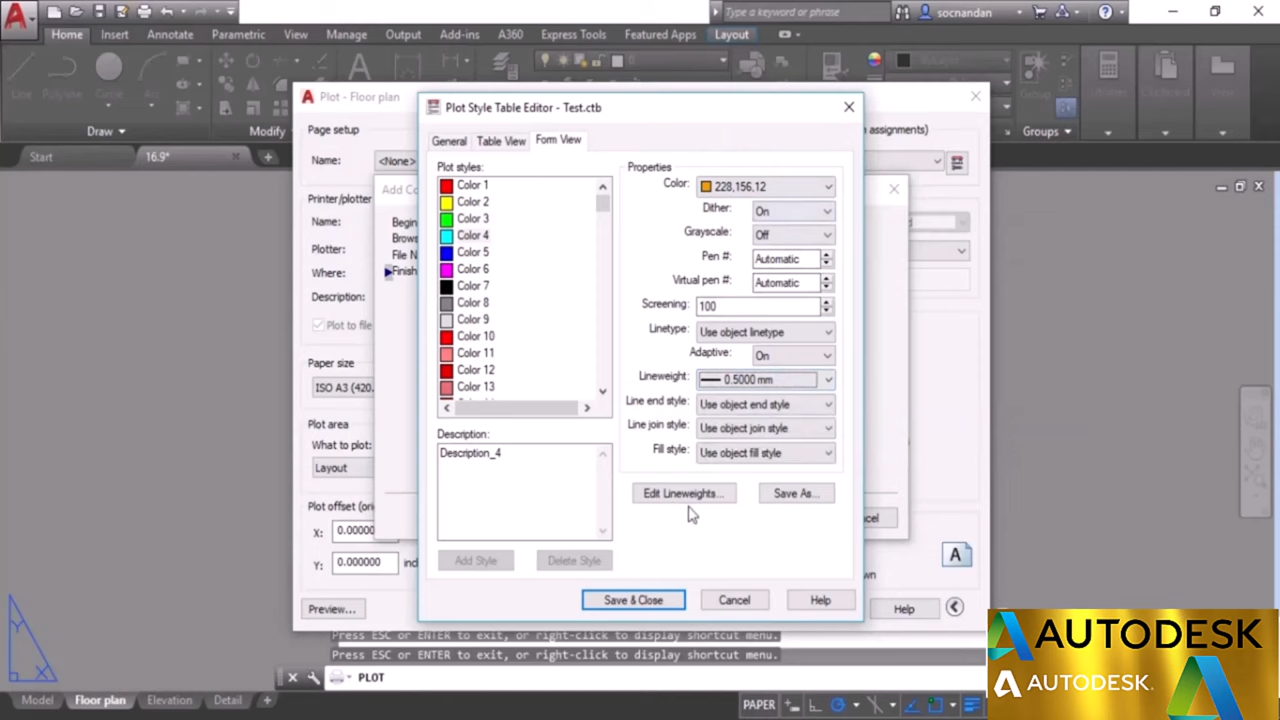 Type a keyword or phrase
socnandan
Home Insert Annotate Parametric View Manage Output Add-ins A360 Express Tools Featured Apps Layout
Draw
Modify
Groups
Start
16.9*
Plot - Floor plan
Page setup
Name: <None>
Printer/plotter
Name:
Plotter:
Where:
Description:
Plot to file
Paper size
ISO A3 (420.
Plot area
What to plot:
Layout
Plot offset (ori
X: 0.00000
Y: 0.000000
Preview...
Help
Add Co
Begin
Brows
File N
Finish
Plot Style Table Editor - Test.ctb
General Table View Form View
Plot styles:
Color 1
Color 2
Color 3
Color 4
Color 5
Color 6
Color 7
Color 8
Color 9
Color 10
Color 11
Color 12
Color 13
Description:
Description_4
Add Style
Delete Style
Properties
Color: 228,156,12
Dither: On
Grayscale: Off
Pen #: Automatic
Virtual pen #: Automatic
Screening: 100
Linetype: Use object linetype
Adaptive: On
Lineweight: 0.5000 mm
Line end style: Use object end style
Line join style: Use object join style
Fill style: Use object fill style
Edit Lineweights...
Save As...
Save & Close
Cancel
Help
Press ESC or ENTER to exit, or right-click to display shortcut menu.
Press ESC or ENTER to exit, or right-click to display shortcut menu.
PLOT
Model Floor plan Elevation Detail
PAPER
Y
X
AUTODESK
AUTODESK.